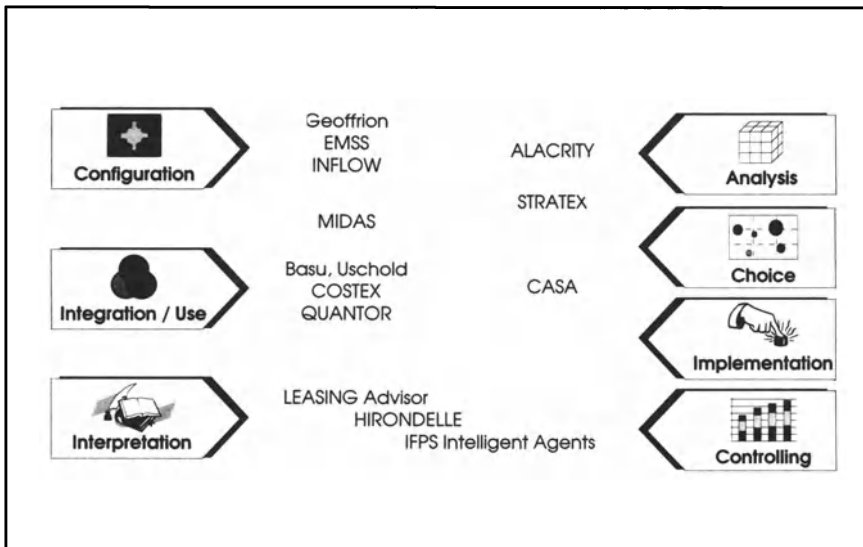 Configuration
Geoffrion
EMSS
INFLOW
MIDAS
Integration / Use
Basu, Uschold
COSTEX
QUANTOR
Interpretation
LEASING Advisor
HIRONDELLE
IFPS Intelligent Agents
ALACRITY
STRATEX
CASA
Analysis
Choice
Implementation
Controlling